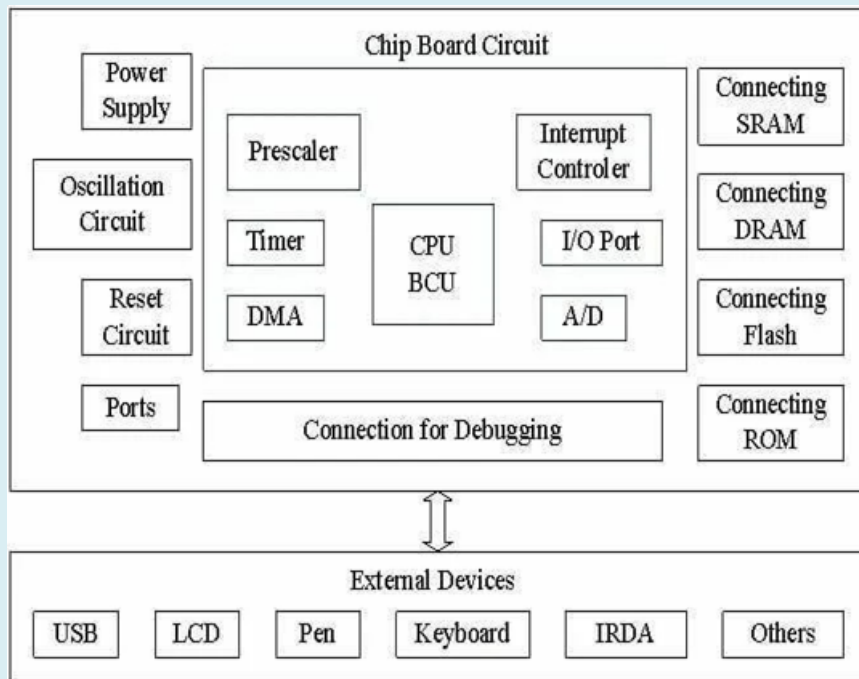 Chip Board Circuit
Power
Supply
Oscillation
Circuit
Reset
Circuit
Ports
Prescaler
Timer
DMA
CPU
BCU
Interrupt
Controler
I/O Port
A/D
Connection for Debugging
Connecting
SRAM
Connecting
DRAM
Connecting
Flash
Connecting
ROM
External Devices
USB
LCD
Pen
Keyboard
IRDA
Others